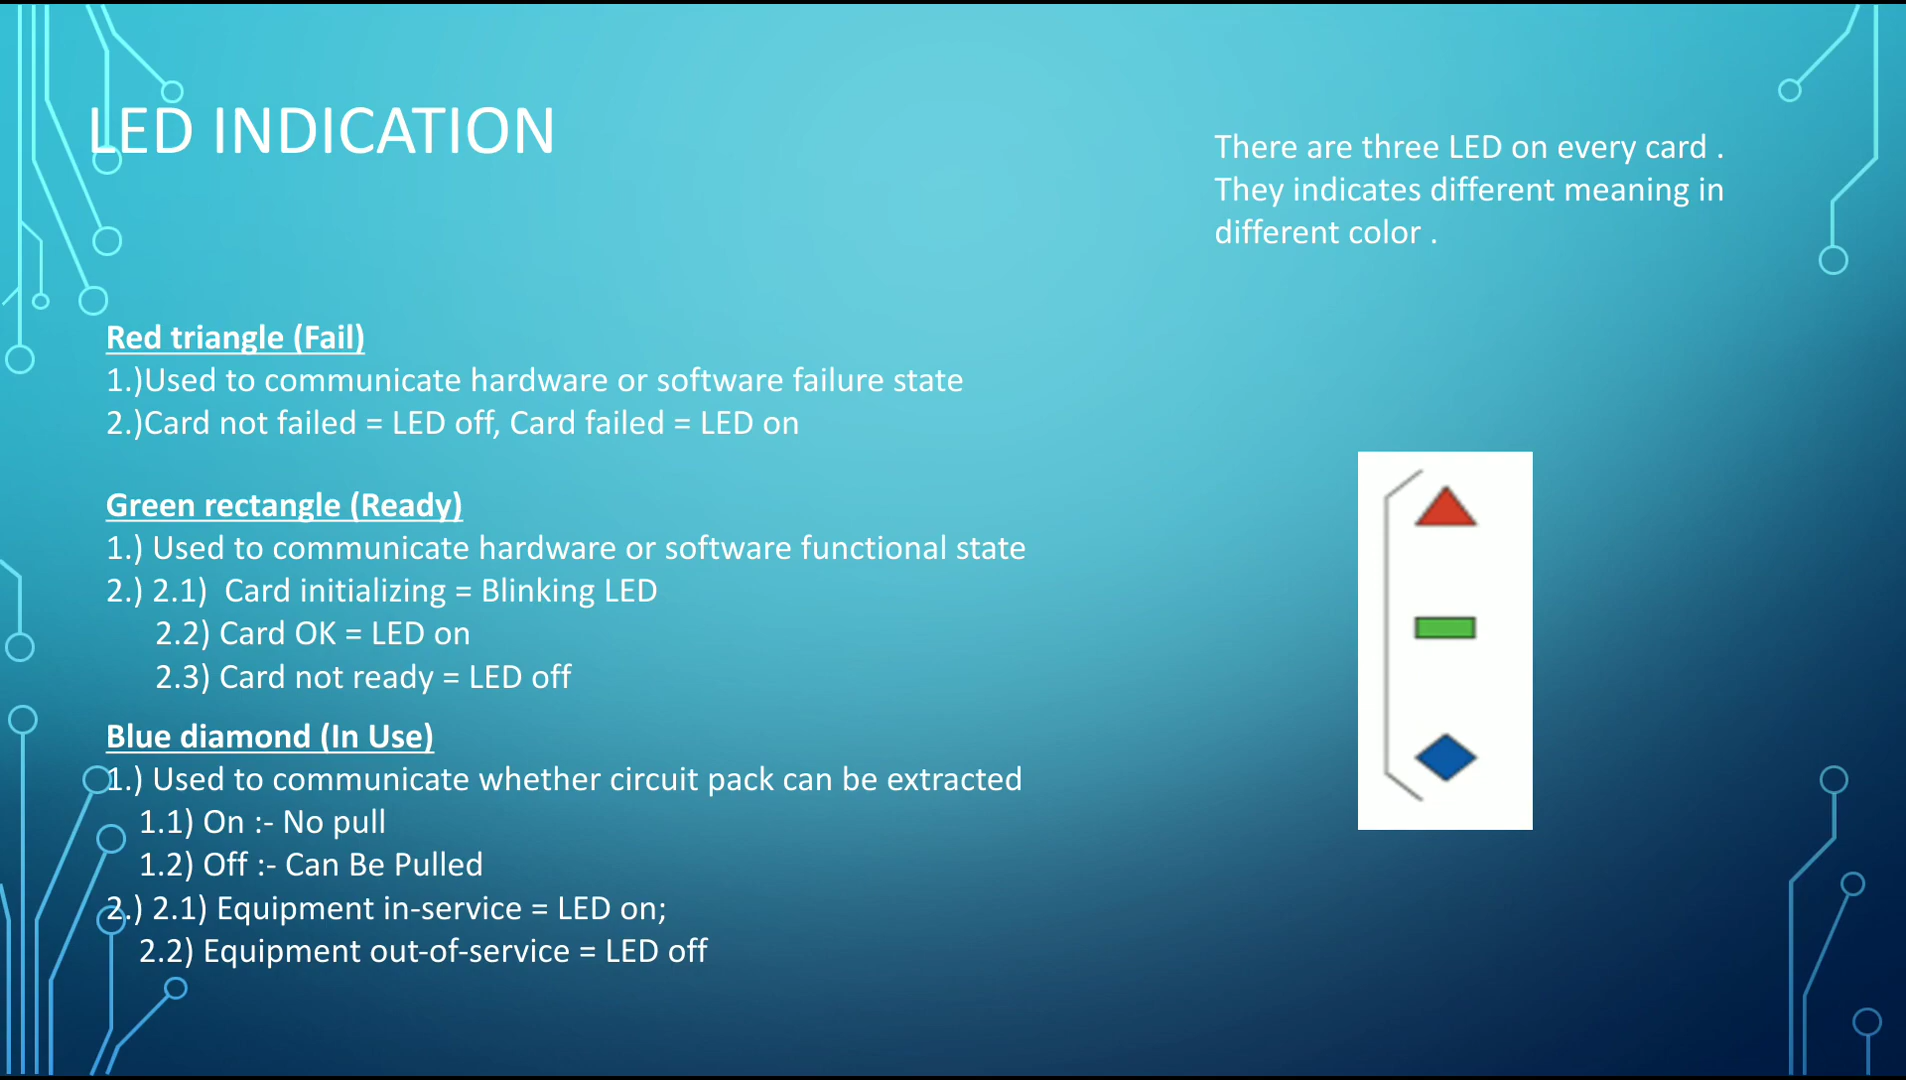 LED INDICATION
There are three LED on every card .
They indicates different meaning in
different color .
Red triangle (Fail)
1.)Used to communicate hardware or software failure state
2.)Card not failed = LED off, Card failed = LED on
Green rectangle (Ready)
1.) Used to communicate hardware or software functional state
2.) 2.1)  Card initializing = Blinking LED
2.2) Card OK = LED on
2.3) Card not ready = LED off
Blue diamond (In Use)
1.) Used to communicate whether circuit pack can be extracted
1.1) On :- No pull
1.2) Off :- Can Be Pulled
2.) 2.1) Equipment in-service = LED on;
2.2) Equipment out-of-service = LED off